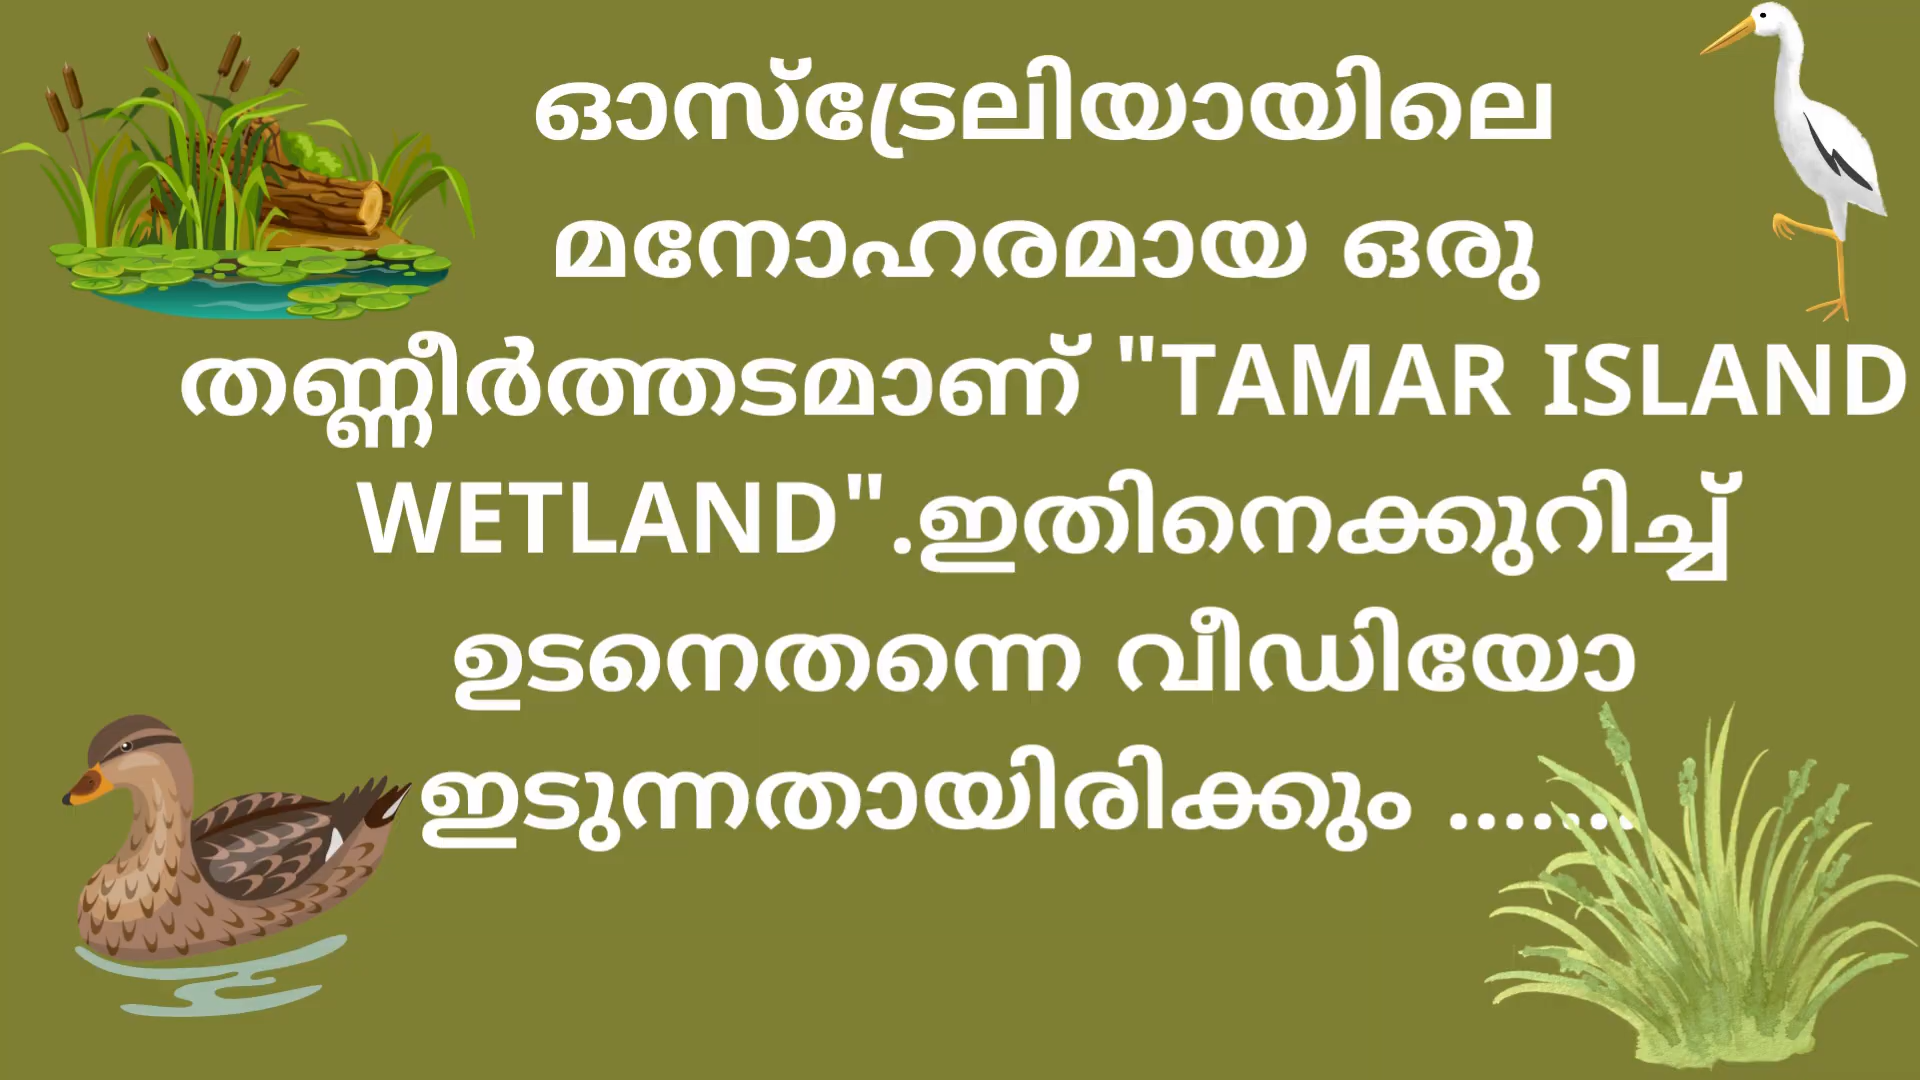 ഓസ്ട്രേലിയായിലെ
മനോഹരമായ ഒരു
തണ്ണീർത്തടമാണ് "TAMAR ISLAND
WETLAND".ഇതിനെക്കുറിച്ച്
ഉടനെതന്നെ വീഡിയോ
ഇടുന്നതായിരിക്കും .......